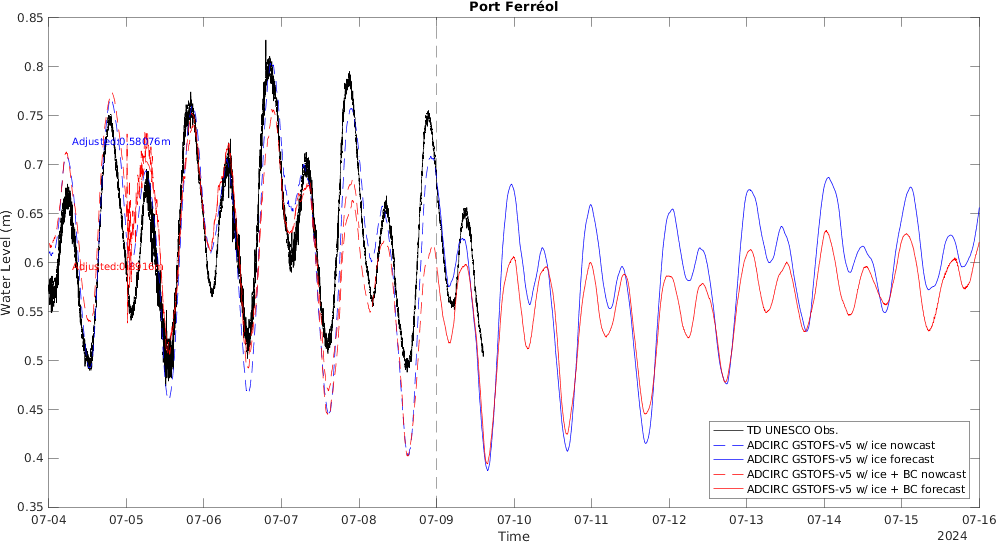 Port Ferréol
0.85
0.8
0.75
0.7
0.65
0.6
0.55
0.5
0.45
0.4
0.35
Water Level (m)
Adjusted:0.58076m
TD UNESCO Obs.
ADCIRC GSTOFS-v5 w/ ice nowcast
ADCIRC GSTOFS-v5 w/ ice forecast
ADCIRC GSTOFS-v5 w/ ice + BC nowcast
ADCIRC GSTOFS-v5 w/ ice + BC forecast
07-04 07-05 07-06 07-07 07-08 07-09 07-10 07-11 07-12 07-13 07-14 07-15 07-16
Time
2024